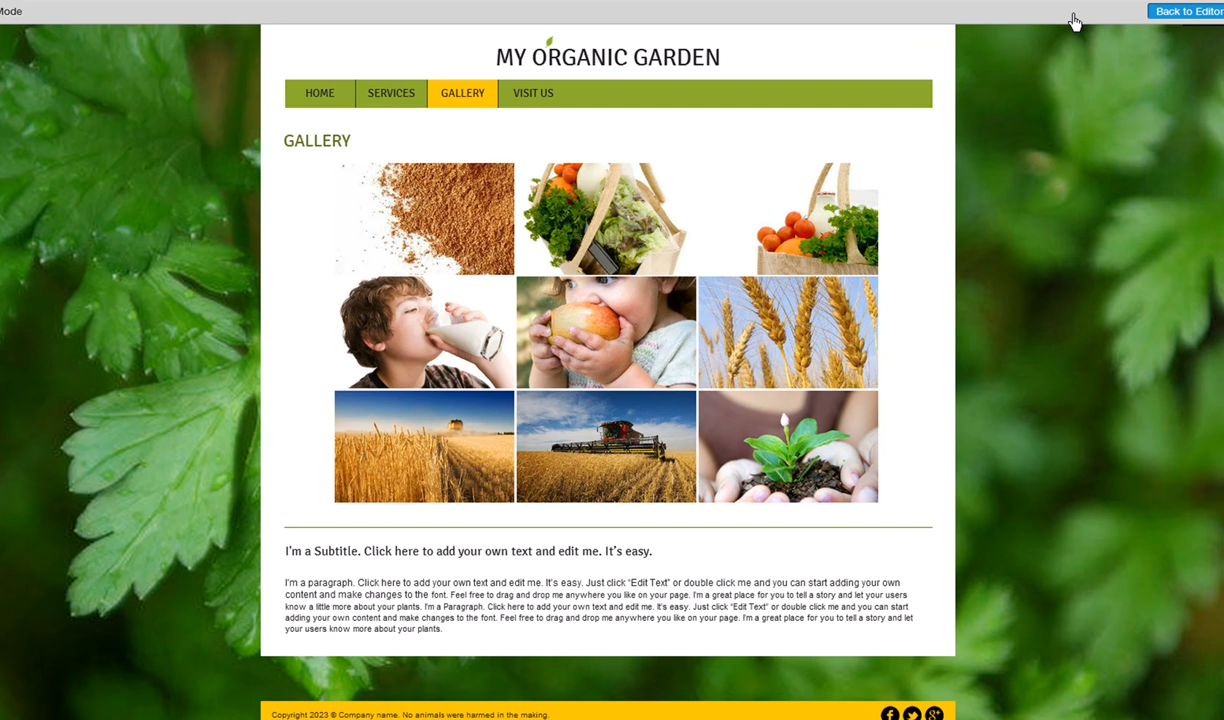 Mode
Back to Editor
MY ORGANIC GARDEN
HOME SERVICES GALLERY VISIT US
GALLERY
I'm a Subtitle. Click here to add your own text and edit me. It's easy.
I'm a paragraph. Click here to add your own text and edit me. It's easy. Just click “Edit Text” or double click me and you can start adding your own
content and make changes to the font. Feel free to drag and drop me anywhere you like on your page. I'm a great place for you to tell a story and let your users
know a little more about your plants. I'm a Paragraph. Click here to add your own text and edit me. It's easy. Just click “Edit Text” or double click me and you can start
adding your own content and make changes to the font. Feel free to drag and drop me anywhere you like on your page. I'm a great place for you to tell a story and let
your users know more about your plants.
Copyright 2023 © Company name. No animals were harmed in the making.